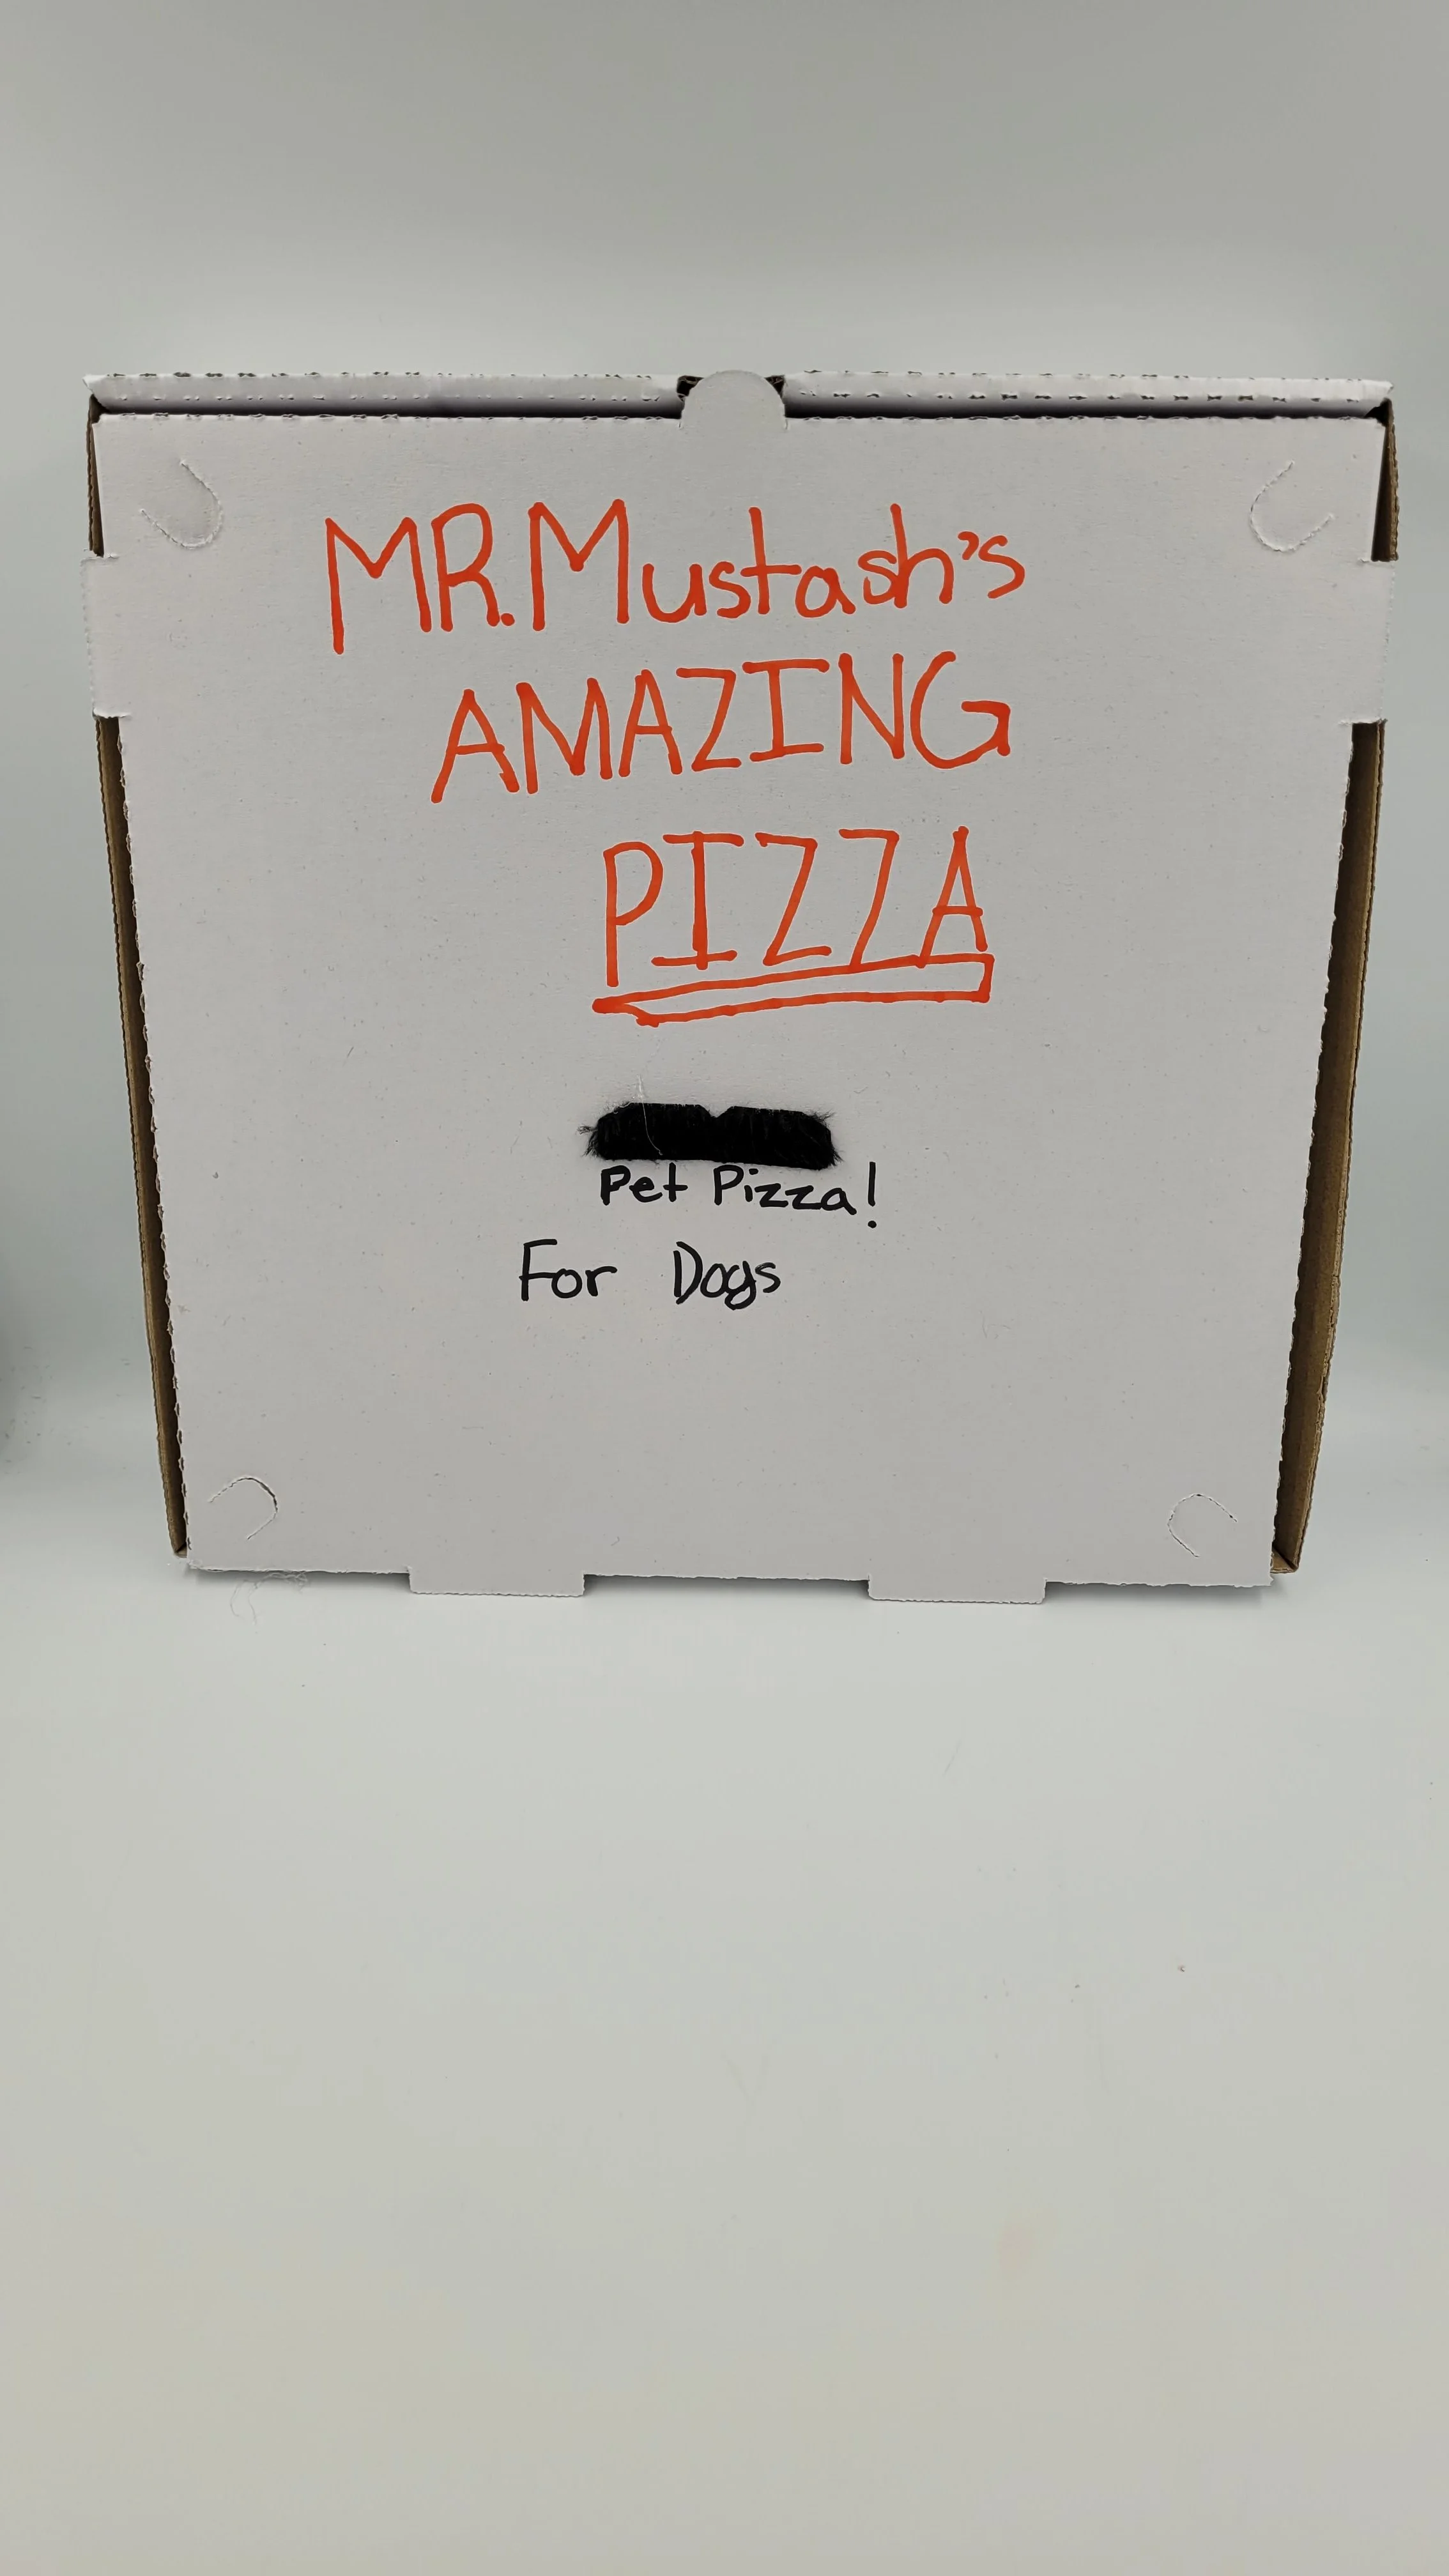 MR. Mustash's
AMAZING
PIZZA
Pet Pizza!
For Dogs